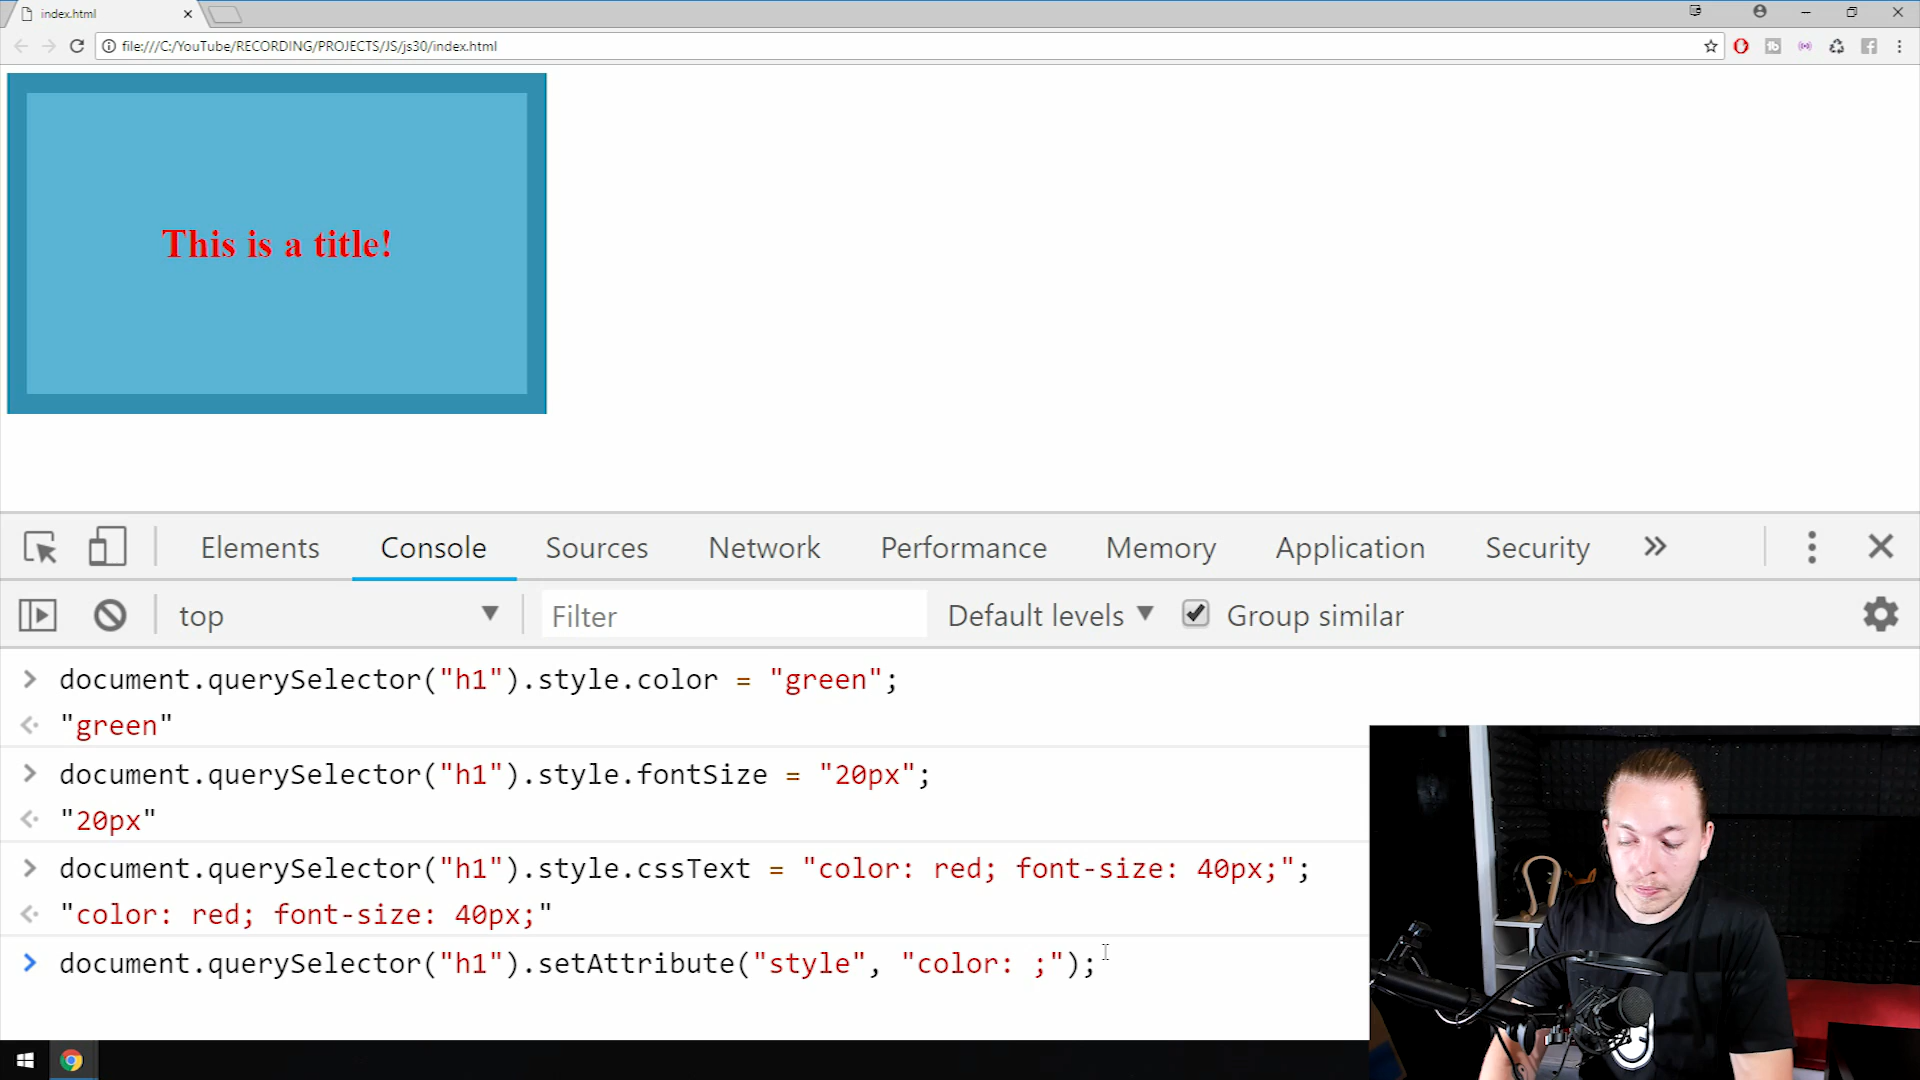 index.html
file:///C:/YouTube/RECORDING/PROJECTS/JS/js30/index.html
This is a title!
Elements Console Sources Network Performance Memory Application Security
top Filter Default levels Group similar
document.querySelector("h1").style.color = "green";
"green"
document.querySelector("h1").style.fontSize = "20px";
"20px"
document.querySelector("h1").style.cssText = "color: red; font-size: 40px;";
"color: red; font-size: 40px;"
document.querySelector("h1").setAttribute("style", "color: ;");